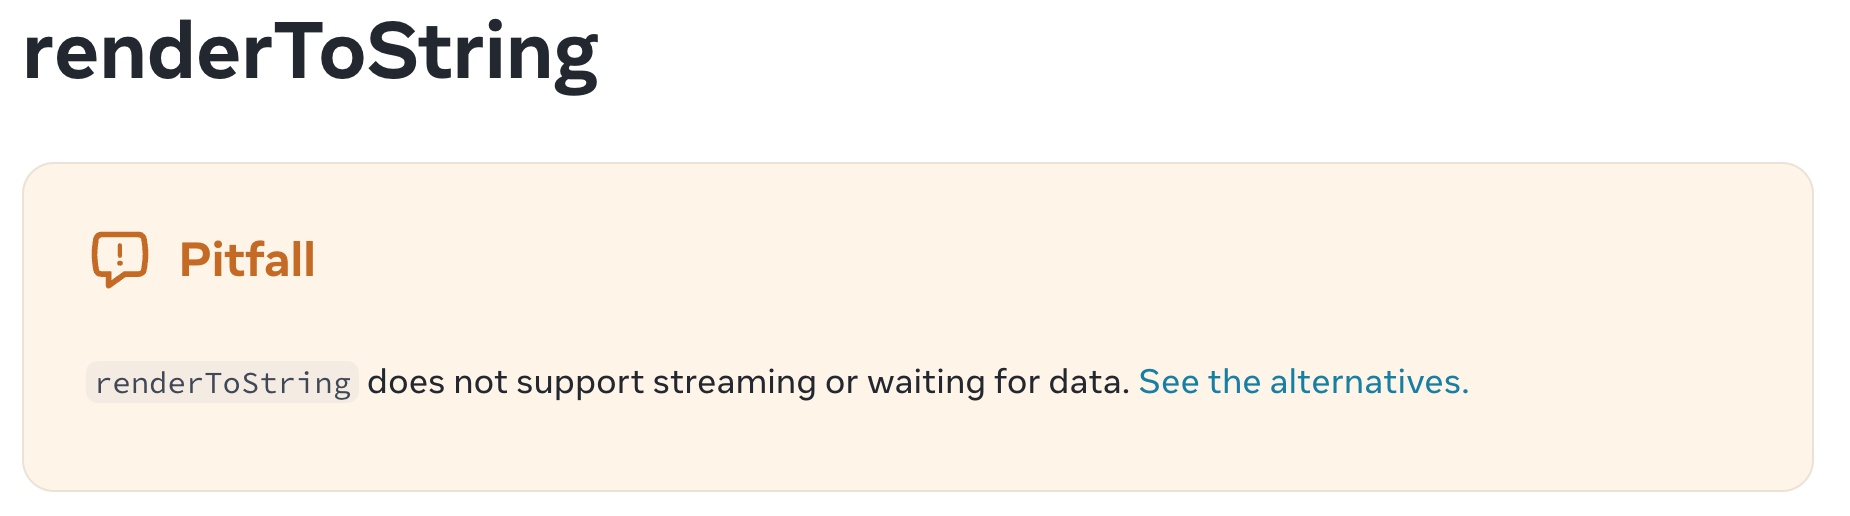 renderToString
Pitfall
renderToString does not support streaming or waiting for data. See the alternatives.